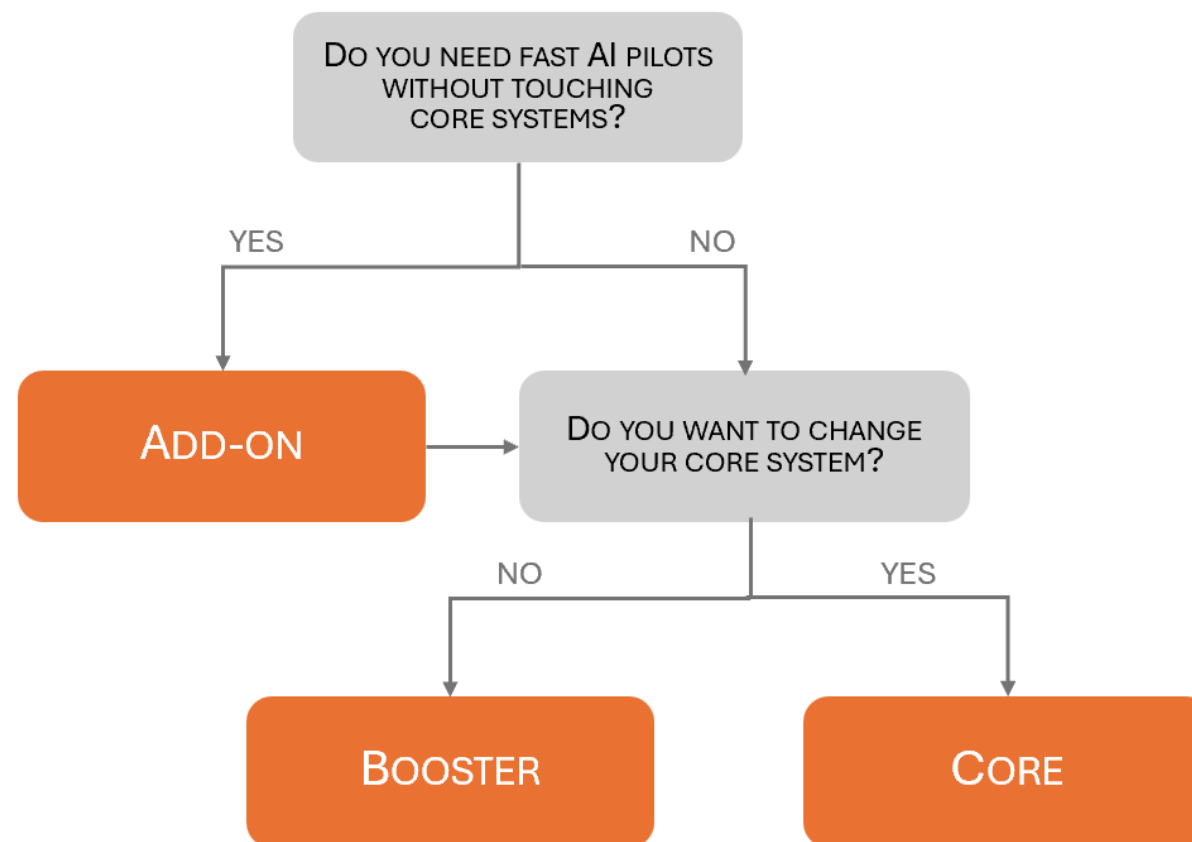 DO YOU NEED FAST AI PILOTS
WITHOUT TOUCHING
CORE SYSTEMS?
YES
NO
ADD-ON
DO YOU WANT TO CHANGE
YOUR CORE SYSTEM?
NO
YES
BOOSTER
CORE